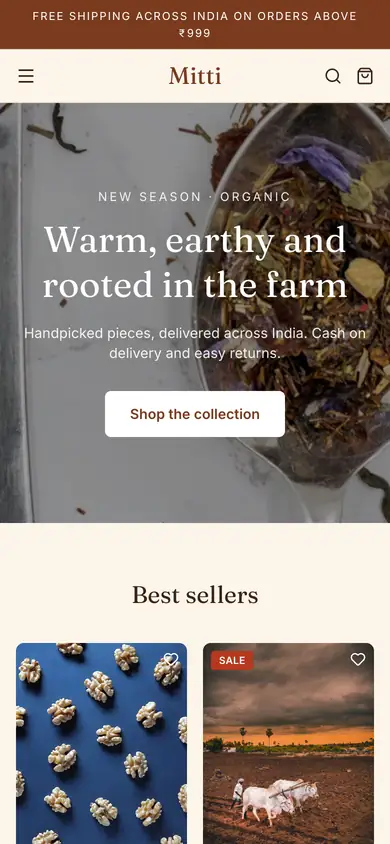 FREE SHIPPING ACROSS INDIA ON ORDERS ABOVE
₹999
Mitti
NEW SEASON · ORGANIC
Warm, earthy and
rooted in the farm
Handpicked pieces, delivered across India. Cash on
delivery and easy returns.
Shop the collection
Best sellers
SALE